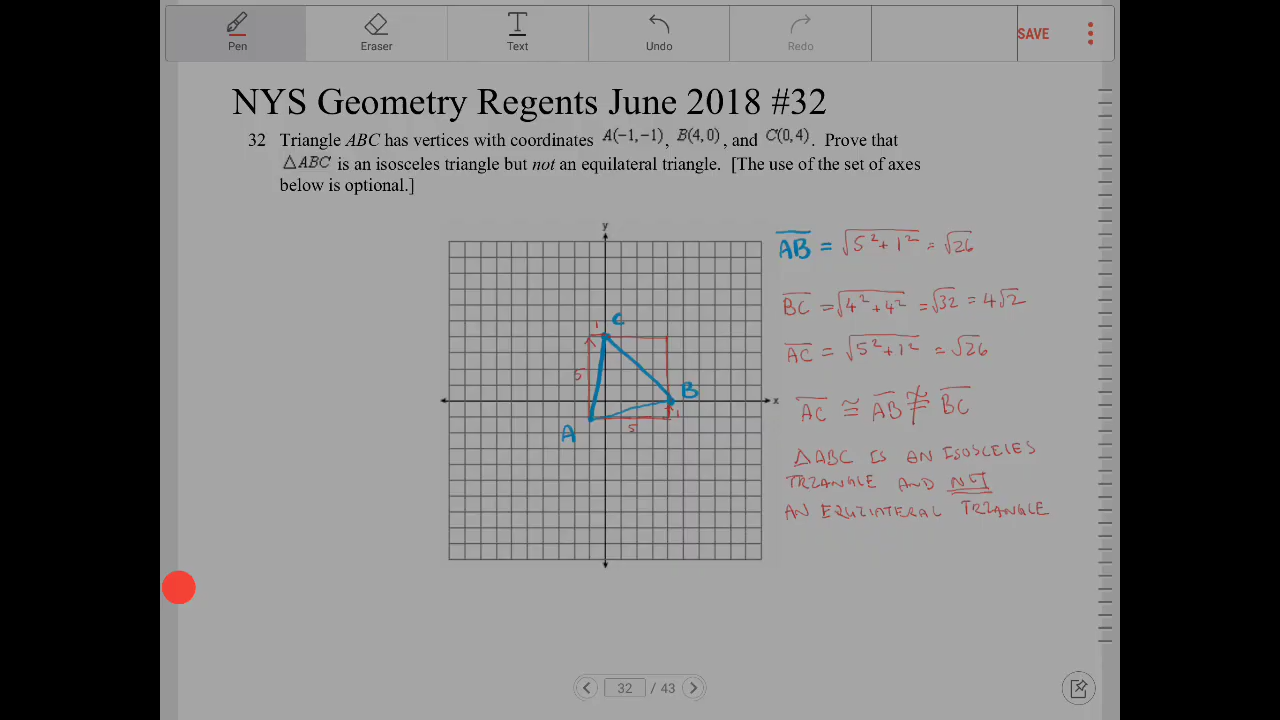 Pen
Eraser
Text
Undo
Redo
SAVE
NYS Geometry Regents June 2018 #32
32 Triangle ABC has vertices with coordinates A(−1,−1), B(4,0), and C(0,4). Prove that
△ABC is an isosceles triangle but not an equilateral triangle. [The use of the set of axes
below is optional.]
y
x
C
B
A
1
5
5
1
AB = √5²+1² = √26
BC = √4²+4² = √32 = 4√2
AC = √5²+1² = √26
AC ≅ AB ≇ BC
△ABC IS AN ISOSCELES
TRIANGLE AND NOT
AN EQUILATERAL TRIANGLE
32 / 43